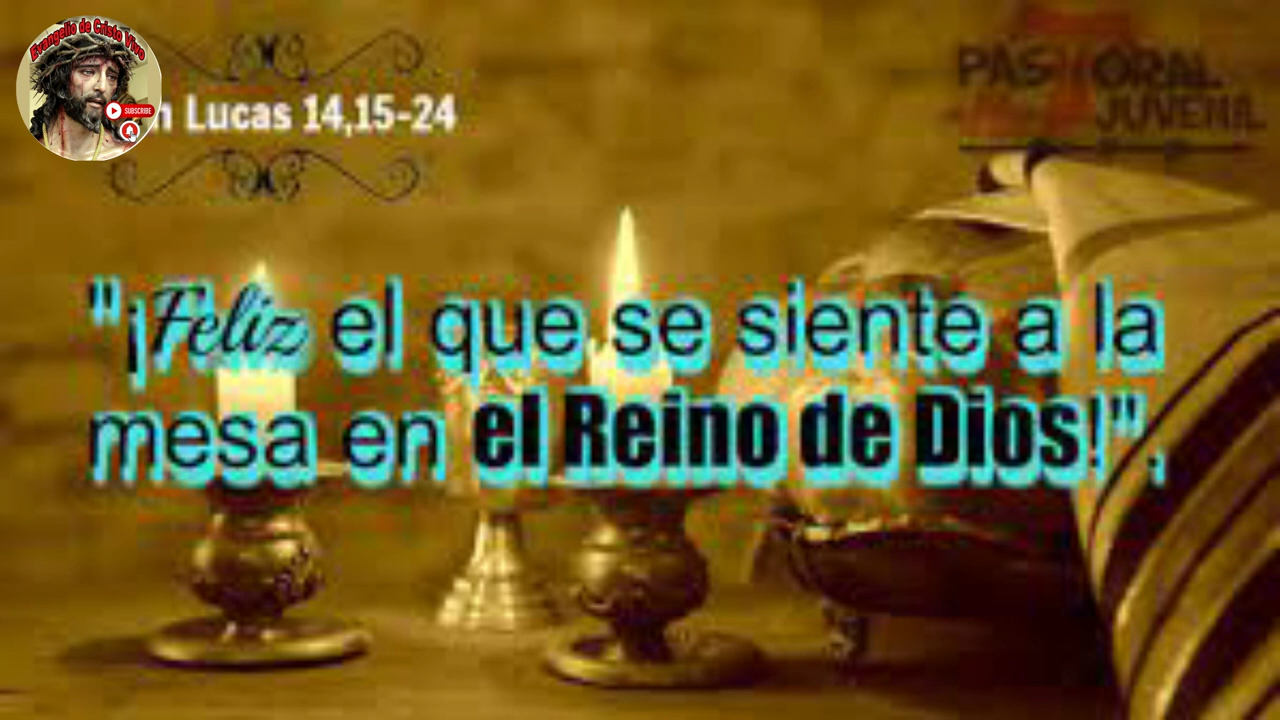 Evangelio de Cristo Vivo
SUBSCRIBE
n Lucas 14,15-24
PASTORAL
JUVENIL
"¡Feliz el que se siente a la
mesa en el Reino de Dios!".